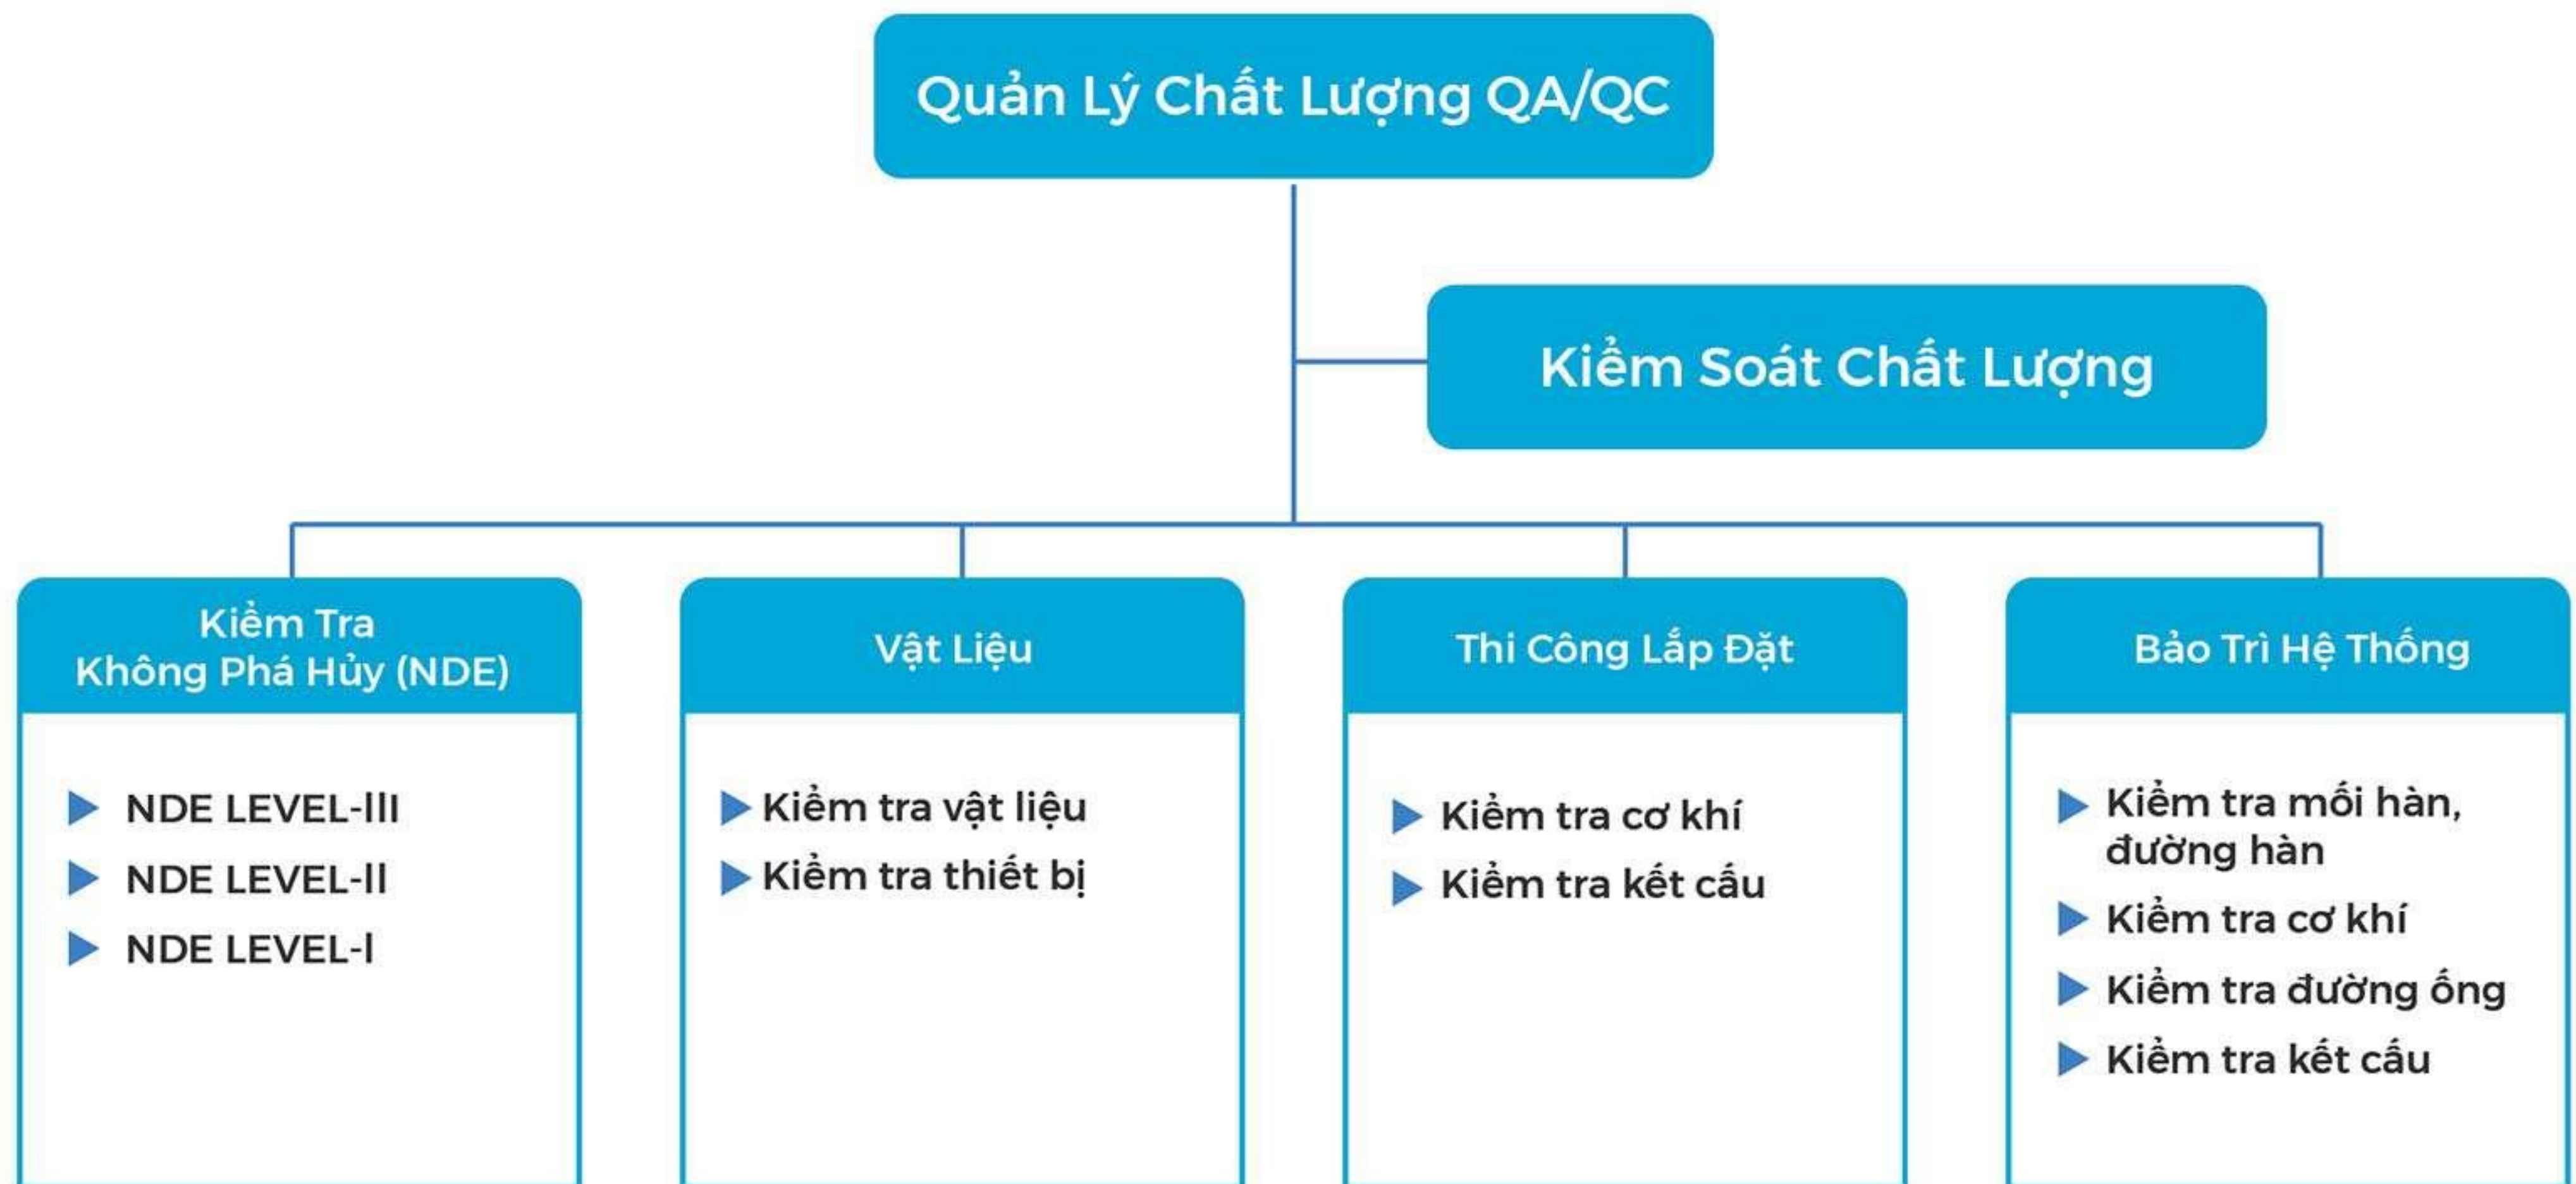 Quản Lý Chất Lượng QA/QC
Kiểm Soát Chất Lượng
Kiểm Tra
Không Phá Hủy (NDE)
NDE LEVEL-III
NDE LEVEL-II
NDE LEVEL-I
Vật Liệu
Kiểm tra vật liệu
Kiểm tra thiết bị
Thi Công Lắp Đặt
Kiểm tra cơ khí
Kiểm tra kết cấu
Bảo Trì Hệ Thống
Kiểm tra mối hàn,
đường hàn
Kiểm tra cơ khí
Kiểm tra đường ống
Kiểm tra kết cấu